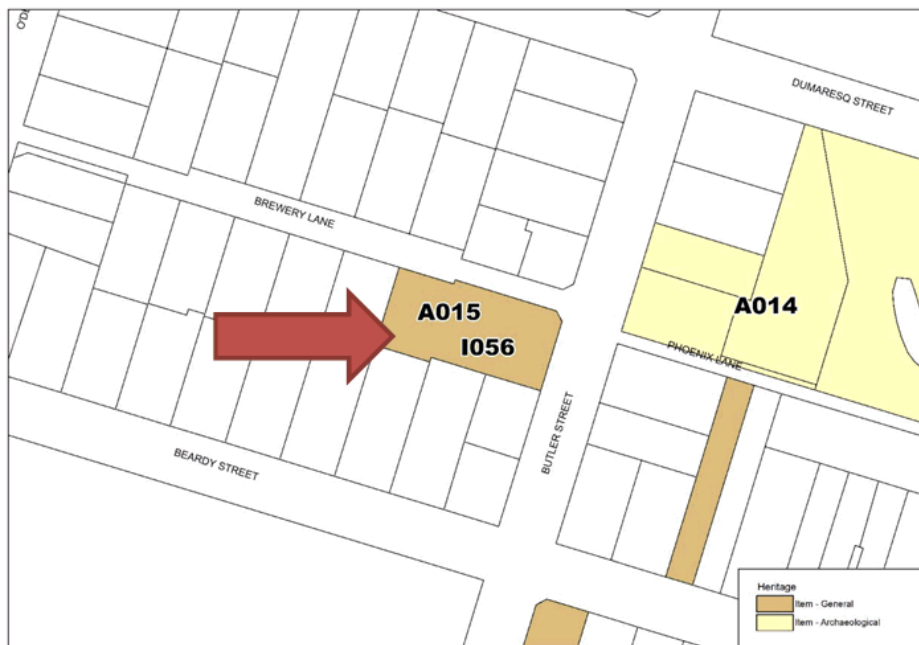 DUMARESQ STREET
BREWERY LANE
A015
I056
A014
PHOENIX LANE
BUTLER STREET
BEARDY STREET
Heritage
Item - General
Item - Archaeological